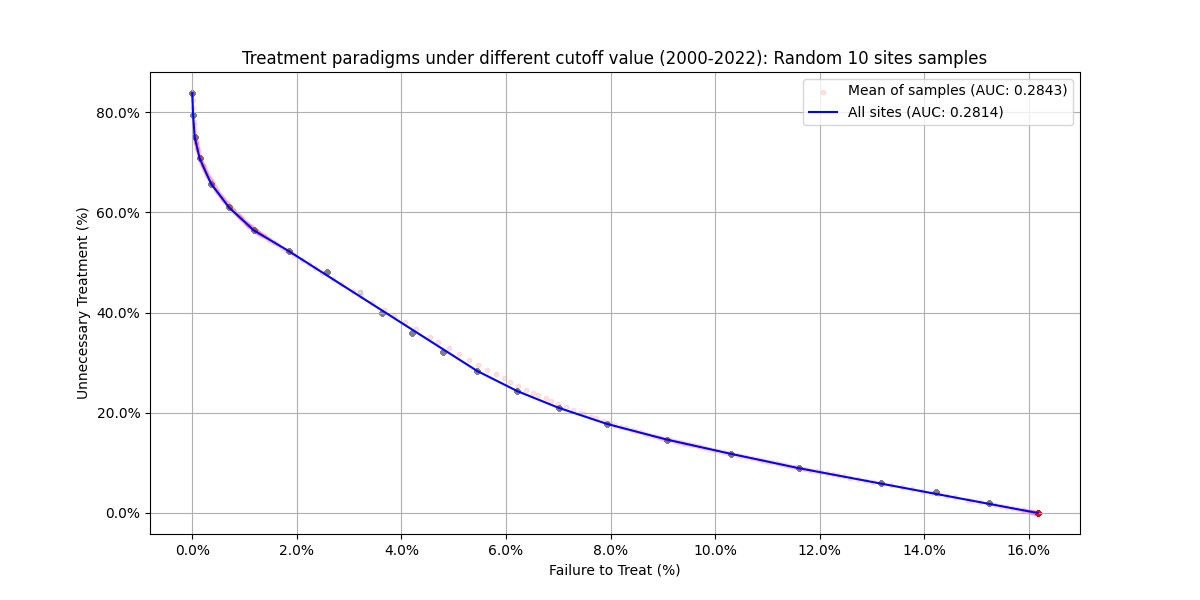 Treatment paradigms under different cutoff value (2000-2022): Random 10 sites samples
Mean of samples (AUC: 0.2843)
All sites (AUC: 0.2814)
Unnecessary Treatment (%)
80.0%
60.0%
40.0%
20.0%
0.0%
0.0% 2.0% 4.0% 6.0% 8.0% 10.0% 12.0% 14.0% 16.0%
Failure to Treat (%)